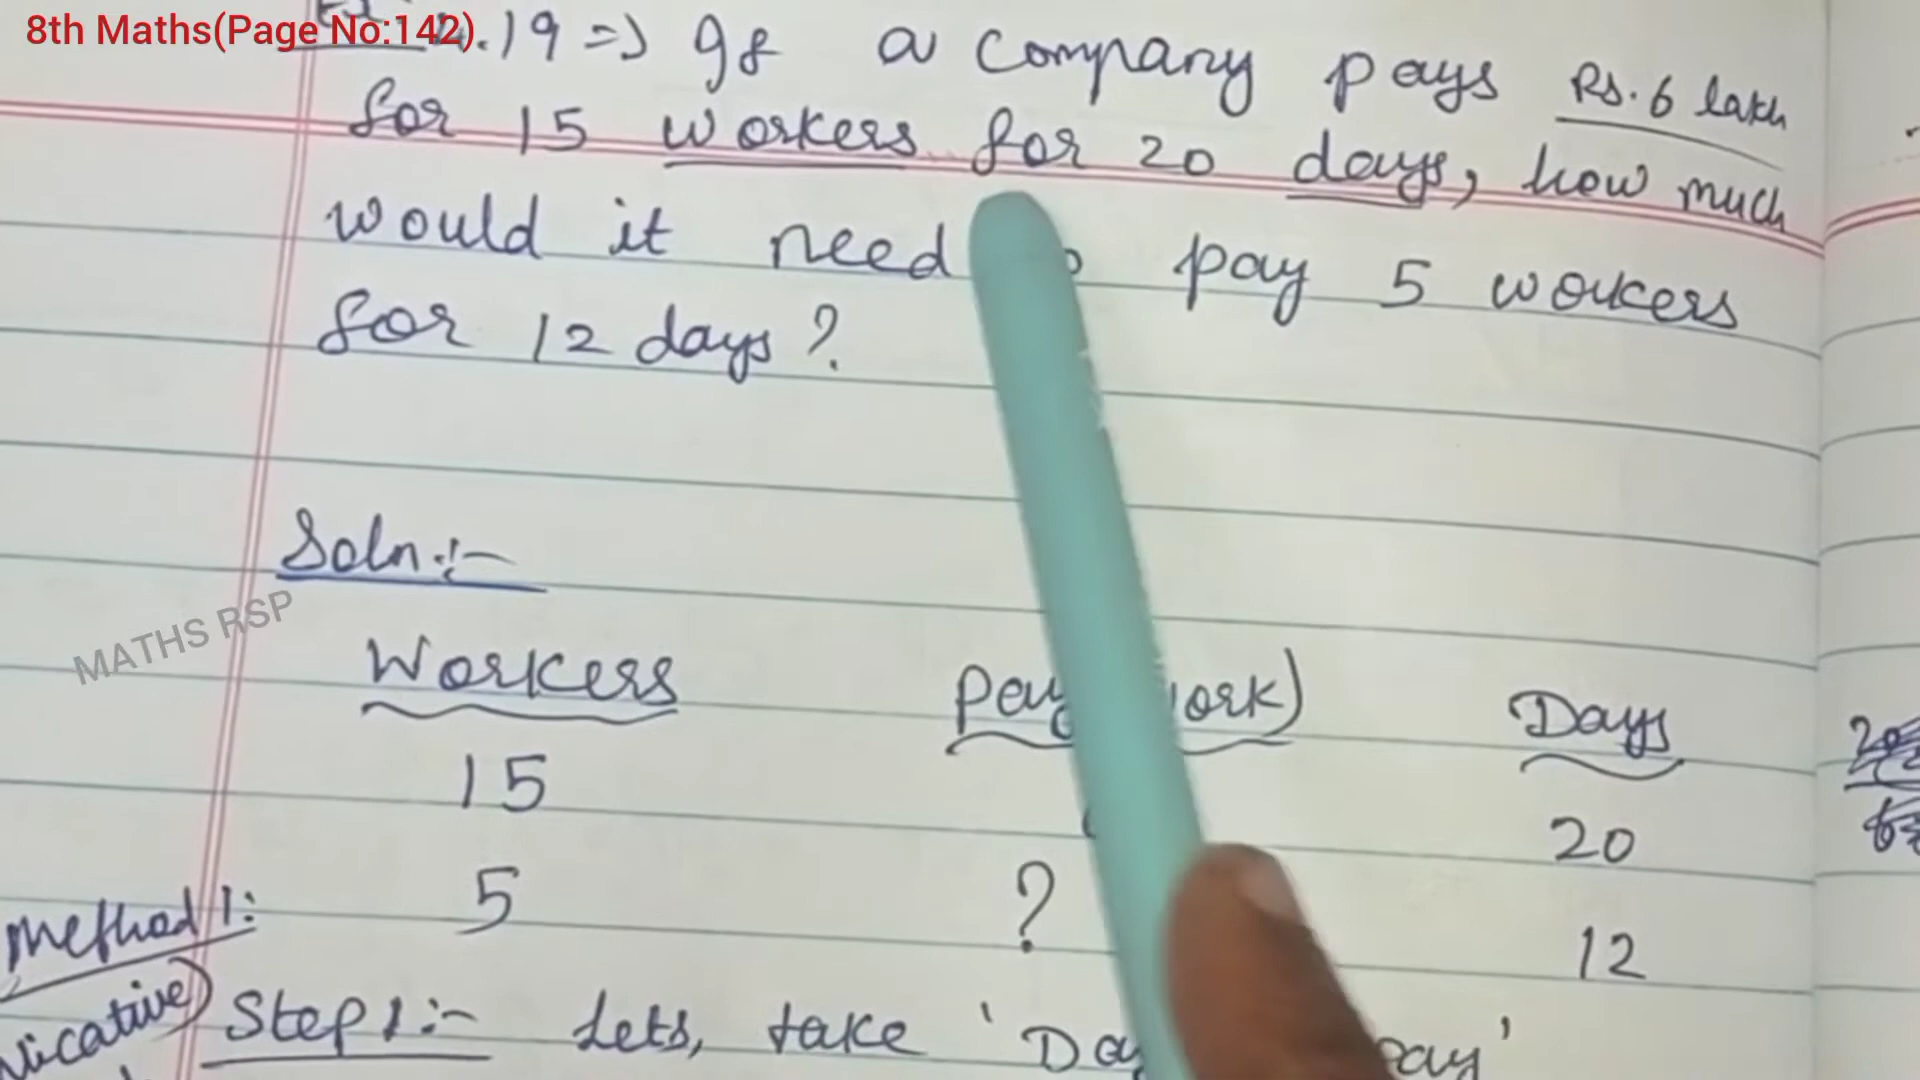 8th Maths(Page No:142)
.19 => If a company pays Rs. 6 lakh
for 15 workers for 20 days, how much
would it need pay 5 workers
for 12 days?
Soln:-
MATHS RSP
Workers Days
15 20
5 ? 12
Method 1:
Step 1:- Lets, take 'Da pay'